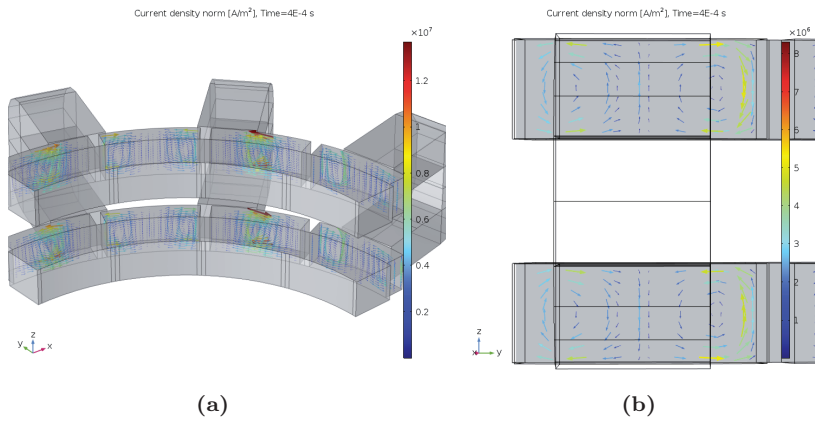 Current density norm [A/m²], Time=4E-4 s
×10⁷
1.2
1
0.8
0.6
0.4
0.2
z
y
x
(a)
Current density norm [A/m²], Time=4E-4 s
×10⁶
8
7
6
5
4
3
2
1
z
x
y
(b)